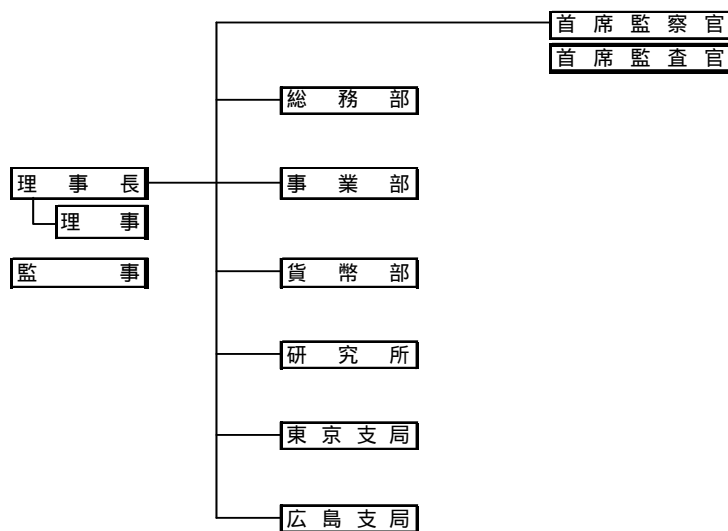 首席監察官
首席監査官
総務部
理事長
事業部
理事
監事
貨幣部
研究所
東京支局
広島支局